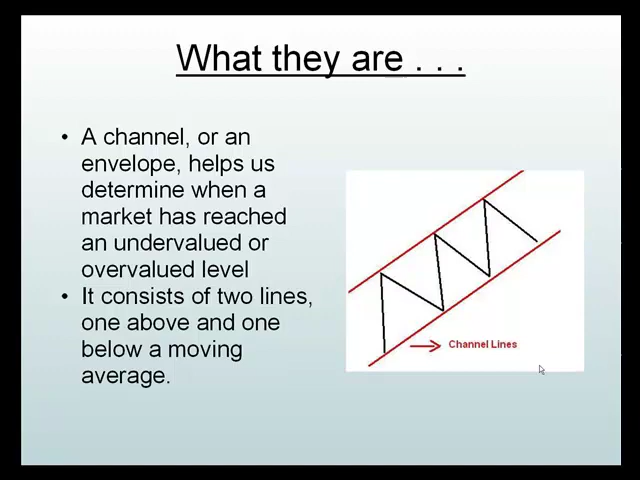 What they are . . .
• A channel, or an
envelope, helps us
determine when a
market has reached
an undervalued or
overvalued level
• It consists of two lines,
one above and one
below a moving
average.
Channel Lines